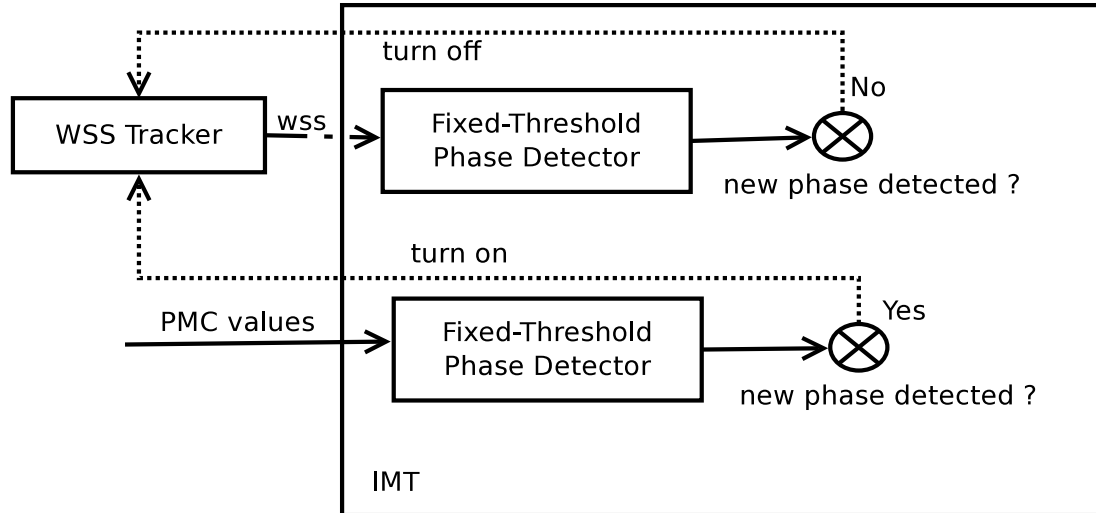 turn off
No
WSS Tracker
wss
Fixed-Threshold
Phase Detector
new phase detected ?
turn on
Yes
PMC values
Fixed-Threshold
Phase Detector
new phase detected ?
IMT